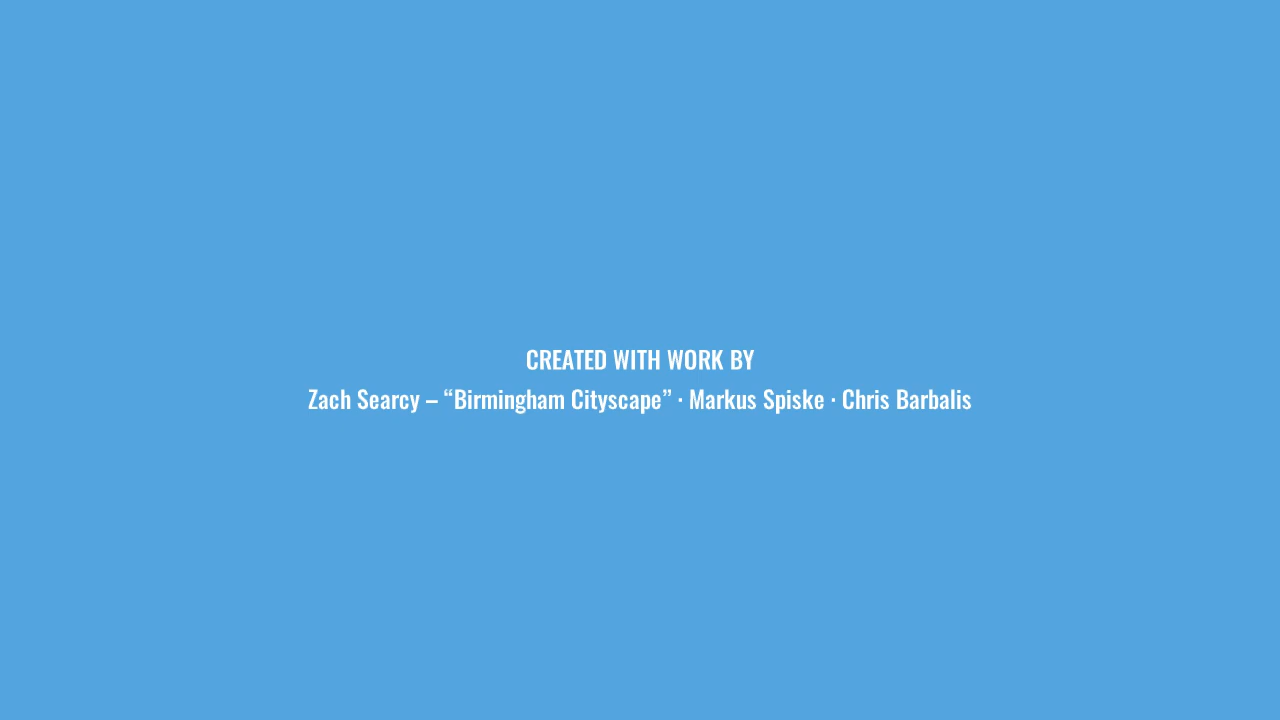 CREATED WITH WORK BY
Zach Searcy – “Birmingham Cityscape” · Markus Spiske · Chris Barbalis